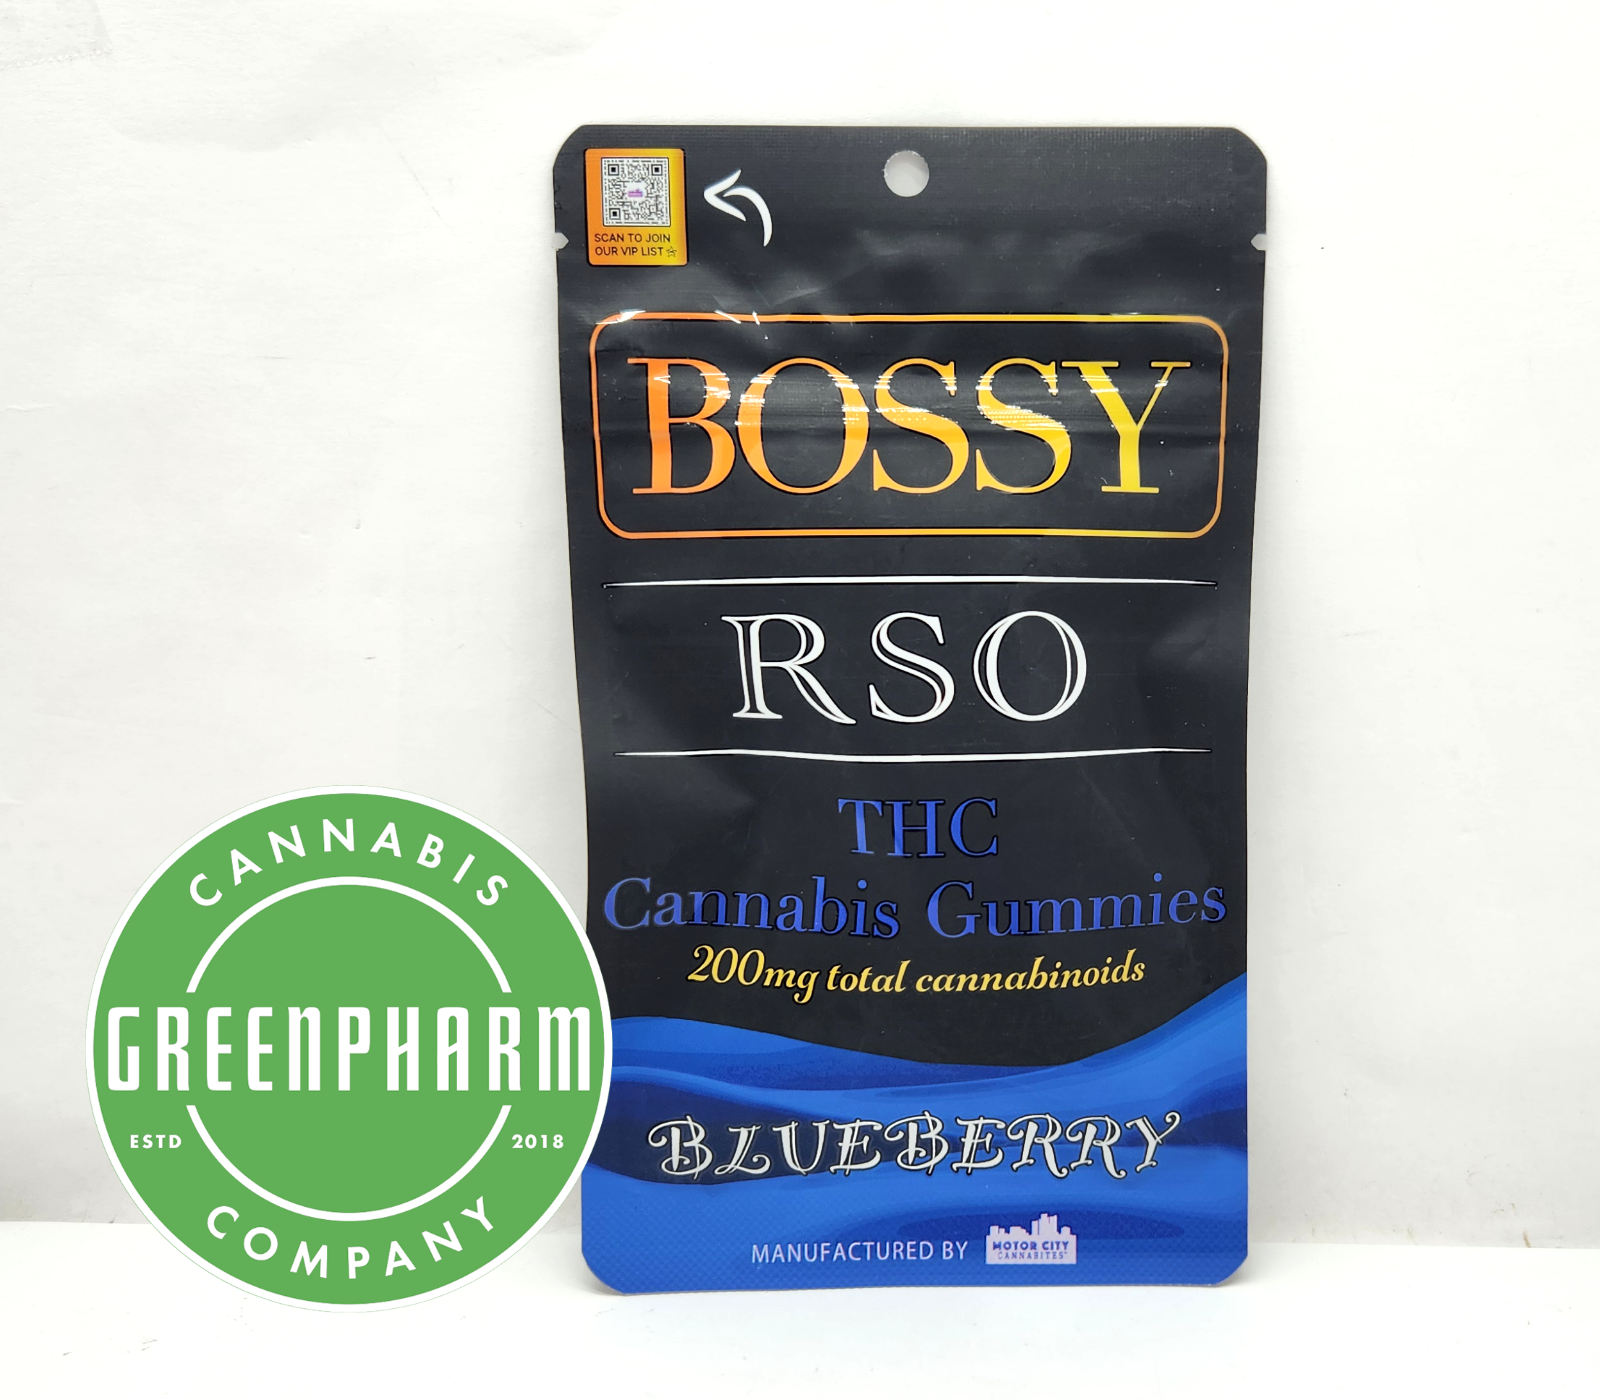 SCAN TO JOIN
OUR VIP LIST
BOSSY
RSO
THC
Cannabis Gummies
200mg total cannabinoids
BLUEBERRY
MANUFACTURED BY
MOTOR CITY
CANNABITES
CANNABIS
GREENPHARM
ESTD 2018
COMPANY